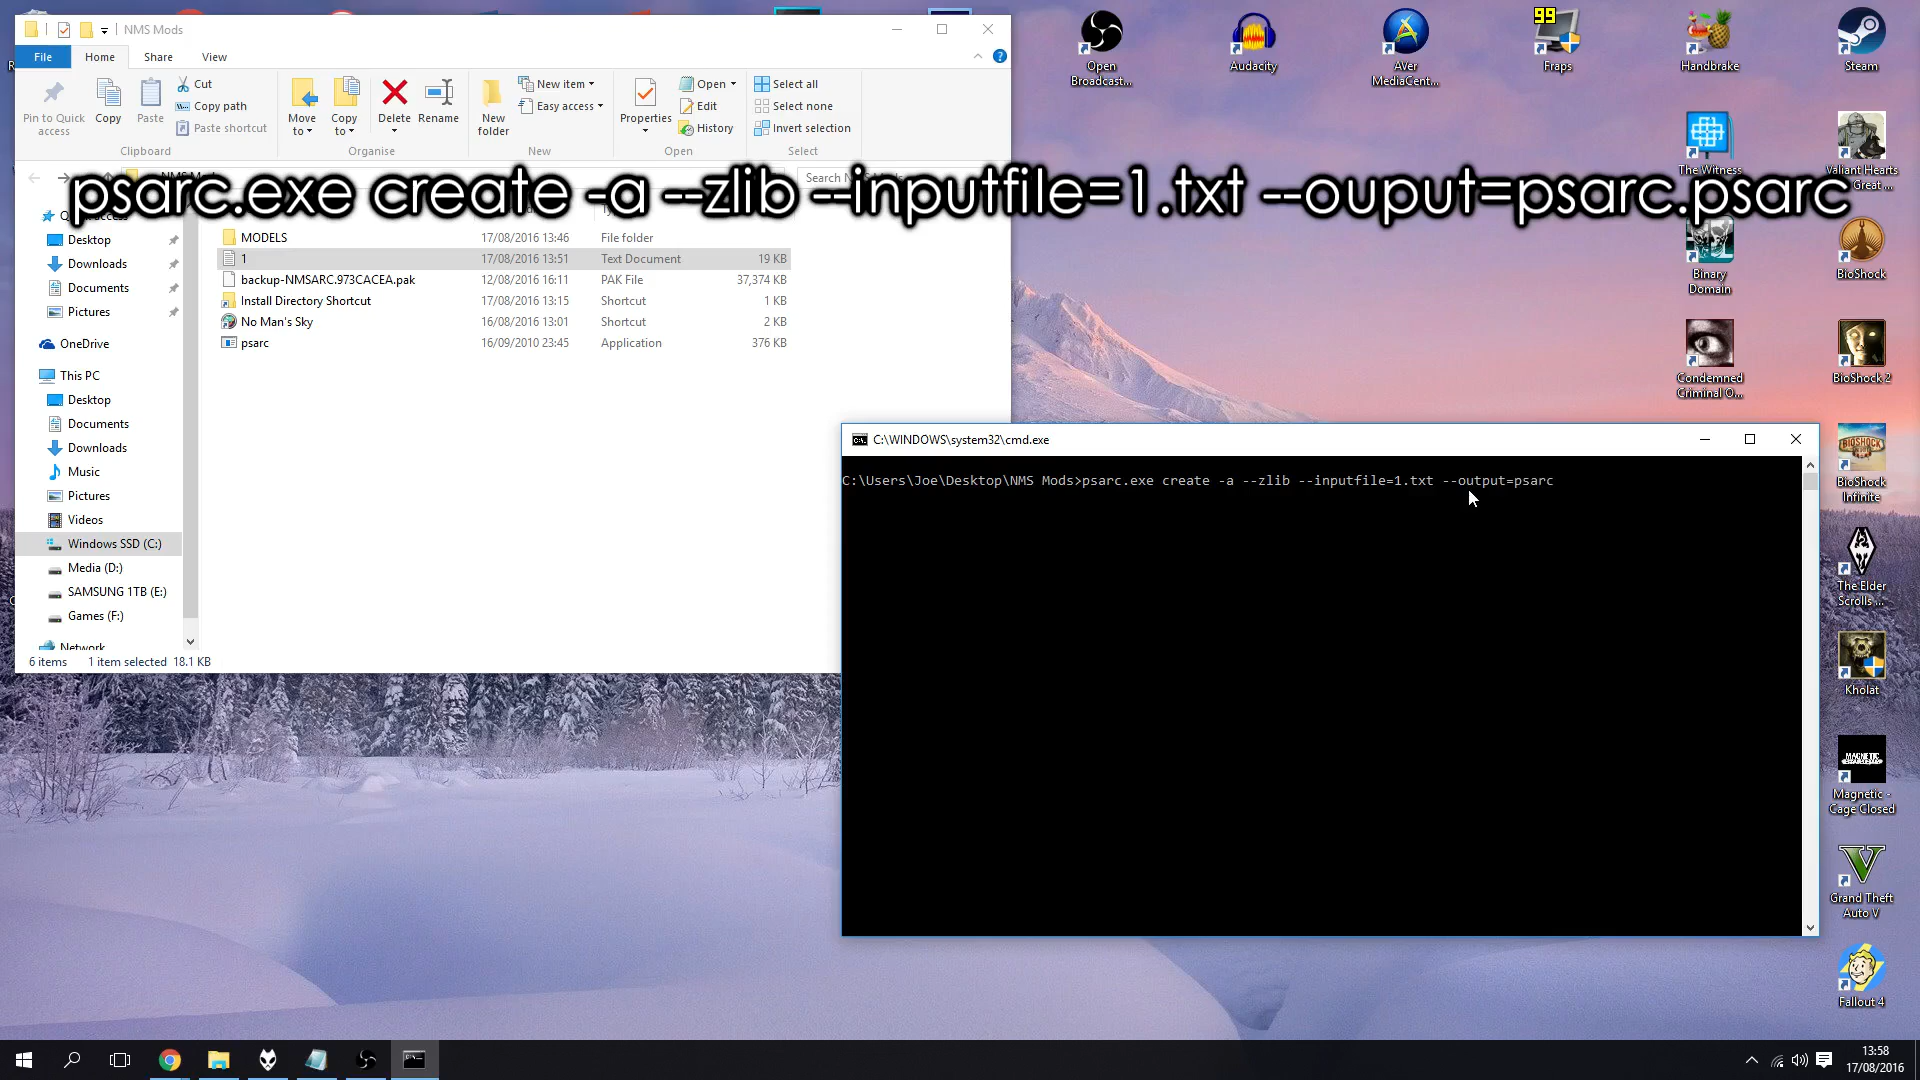 NMS Mods
File
Home
Share
View
Pin to Quick access
Copy
Paste
Cut
Copy path
Paste shortcut
Clipboard
Move to
Copy to
Delete
Rename
Organise
New folder
New item
Easy access
New
Properties
Open
Edit
History
Open
Select all
Select none
Invert selection
Select
psarc.exe create -a --zlib --inputfile=1.txt --ouput=psarc.psarc
Desktop
Downloads
Documents
Pictures
OneDrive
This PC
Desktop
Documents
Downloads
Music
Pictures
Videos
Windows SSD (C:)
Media (D:)
SAMSUNG 1TB (E:)
Games (F:)
Network
MODELS 17/08/2016 13:46 File folder
1 17/08/2016 13:51 Text Document 19 KB
backup-NMSARC.973CACEA.pak 12/08/2016 16:11 PAK File 37,374 KB
Install Directory Shortcut 17/08/2016 13:15 Shortcut 1 KB
No Man's Sky 16/08/2016 13:01 Shortcut 2 KB
psarc 16/09/2010 23:45 Application 376 KB
6 items 1 item selected 18.1 KB
C:\WINDOWS\system32\cmd.exe
C:\Users\Joe\Desktop\NMS Mods>psarc.exe create -a --zlib --inputfile=1.txt --output=psarc
Open
Broadcast...
Audacity
AVer
MediaCent...
99
Fraps
Handbrake
Steam
The Witness
Valiant Hearts
Great ...
Binary
Domain
BioShock
Condemned
Criminal O...
BioShock 2
BIOSHOCK
INFINITE
BioShock
Infinite
The Elder
Scrolls ...
Kholat
Magnetic -
Cage Closed
Grand Theft
Auto V
Fallout 4
13:58
17/08/2016